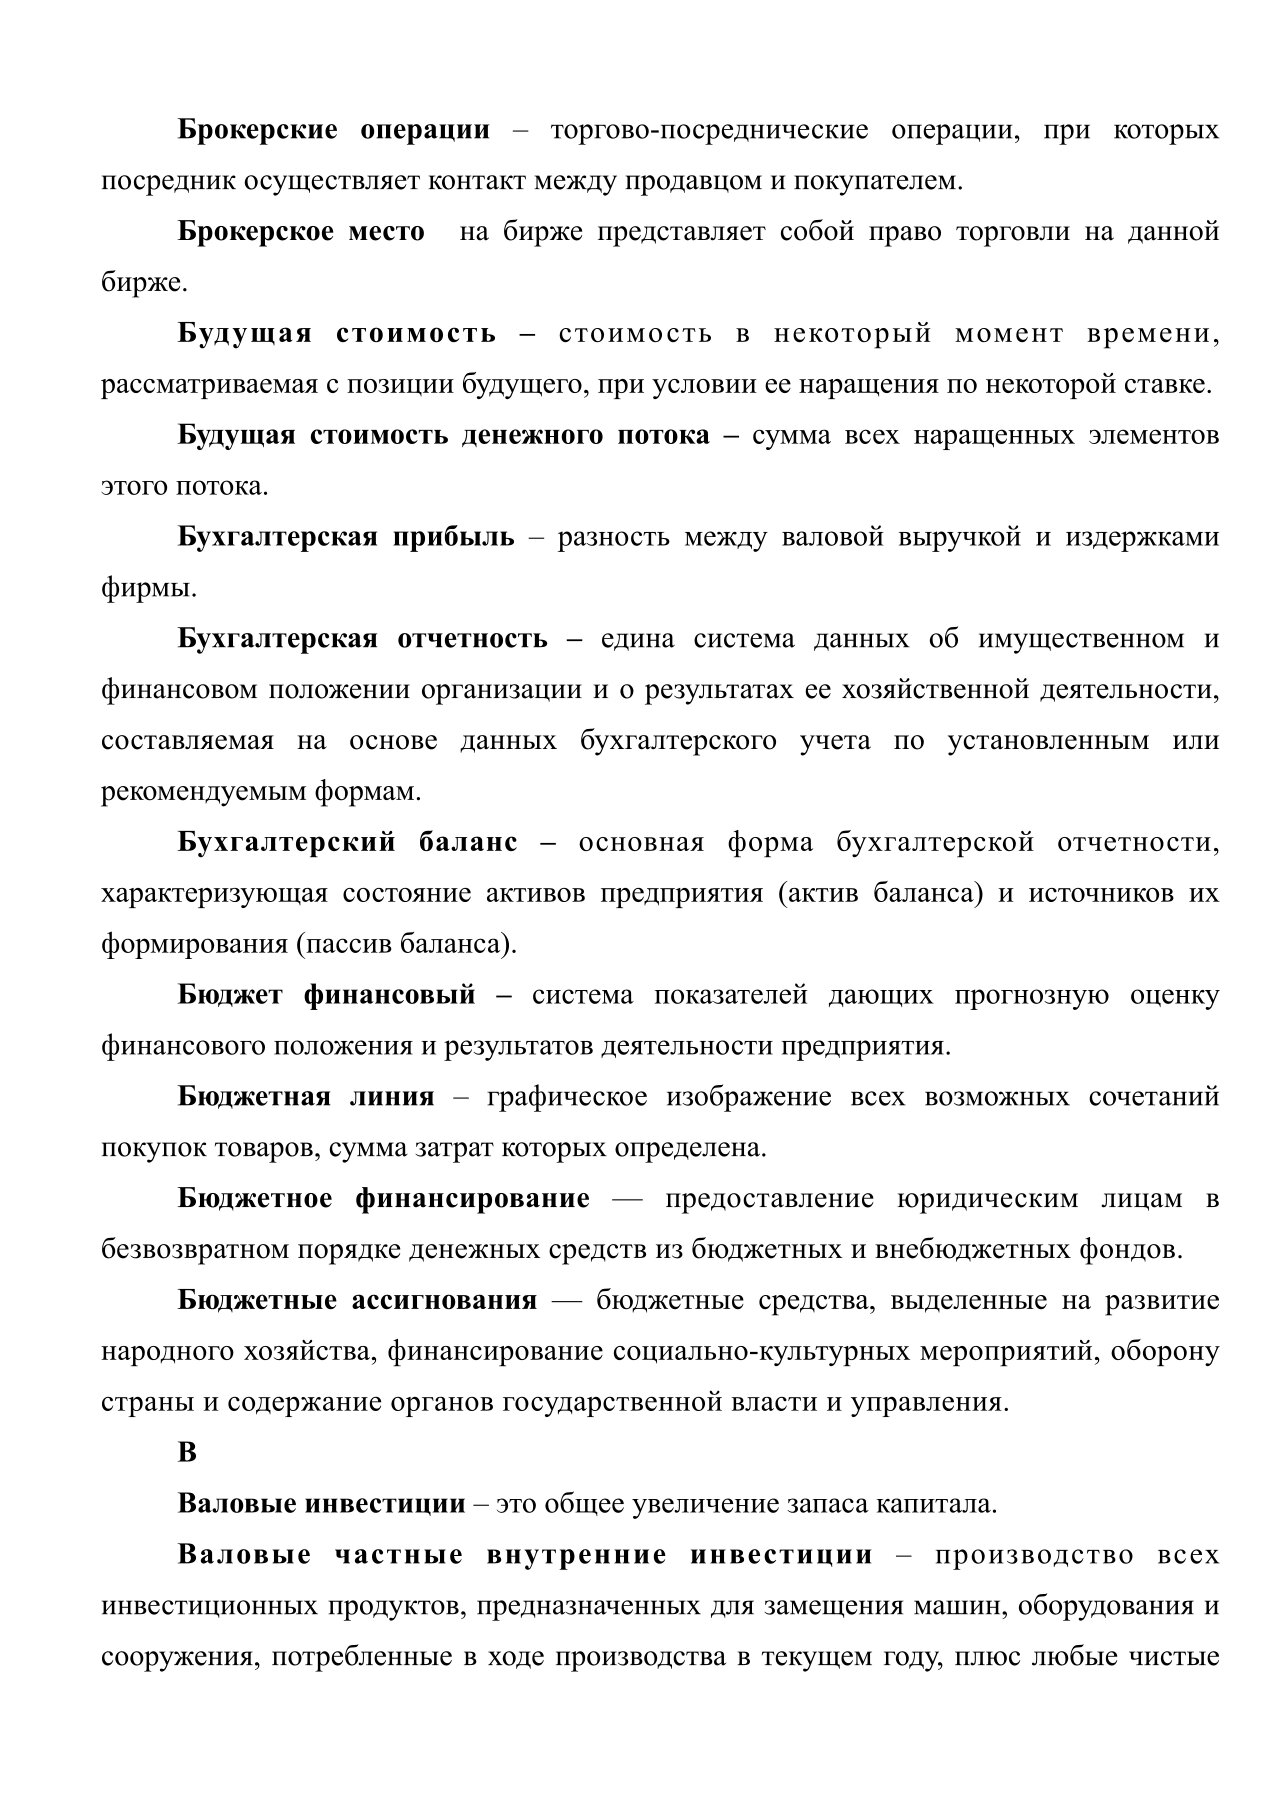 Брокерские операции – торгово-посреднические операции, при которых
посредник осуществляет контакт между продавцом и покупателем.
Брокерское место на бирже представляет собой право торговли на данной
бирже.
Будущая стоимость – стоимость в некоторый момент времени,
рассматриваемая с позиции будущего, при условии ее наращения по некоторой ставке.
Будущая стоимость денежного потока – сумма всех наращенных элементов
этого потока.
Бухгалтерская прибыль – разность между валовой выручкой и издержками
фирмы.
Бухгалтерская отчетность – едина система данных об имущественном и
финансовом положении организации и о результатах ее хозяйственной деятельности,
составляемая на основе данных бухгалтерского учета по установленным или
рекомендуемым формам.
Бухгалтерский баланс – основная форма бухгалтерской отчетности,
характеризующая состояние активов предприятия (актив баланса) и источников их
формирования (пассив баланса).
Бюджет финансовый – система показателей дающих прогнозную оценку
финансового положения и результатов деятельности предприятия.
Бюджетная линия – графическое изображение всех возможных сочетаний
покупок товаров, сумма затрат которых определена.
Бюджетное финансирование — предоставление юридическим лицам в
безвозвратном порядке денежных средств из бюджетных и внебюджетных фондов.
Бюджетные ассигнования — бюджетные средства, выделенные на развитие
народного хозяйства, финансирование социально-культурных мероприятий, оборону
страны и содержание органов государственной власти и управления.
В
Валовые инвестиции – это общее увеличение запаса капитала.
Валовые частные внутренние инвестиции – производство всех
инвестиционных продуктов, предназначенных для замещения машин, оборудования и
сооружения, потребленные в ходе производства в текущем году, плюс любые чистые